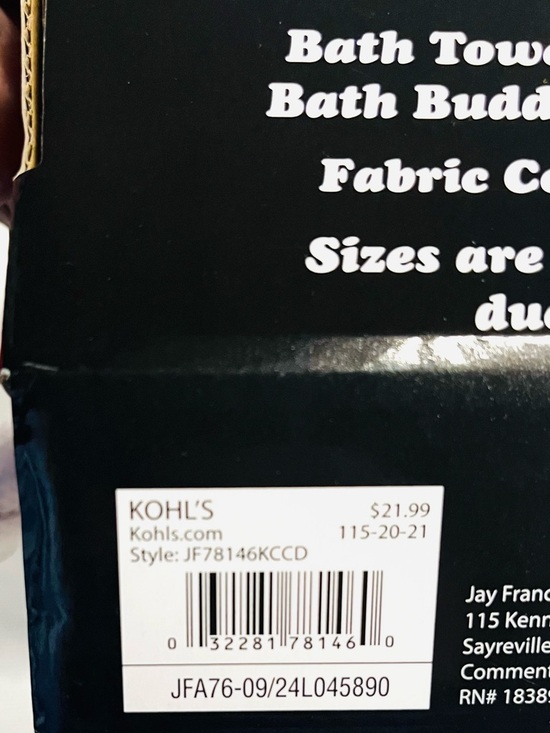 Bath Tow
Bath Budd
Fabric Co
Sizes are
du
KOHL'S $21.99
Kohls.com 115-20-21
Style: JF78146KCCD
0 32281 78146 0
JFA76-09/24L045890
Jay Franc
115 Kenn
Sayreville
Comment
RN# 1838